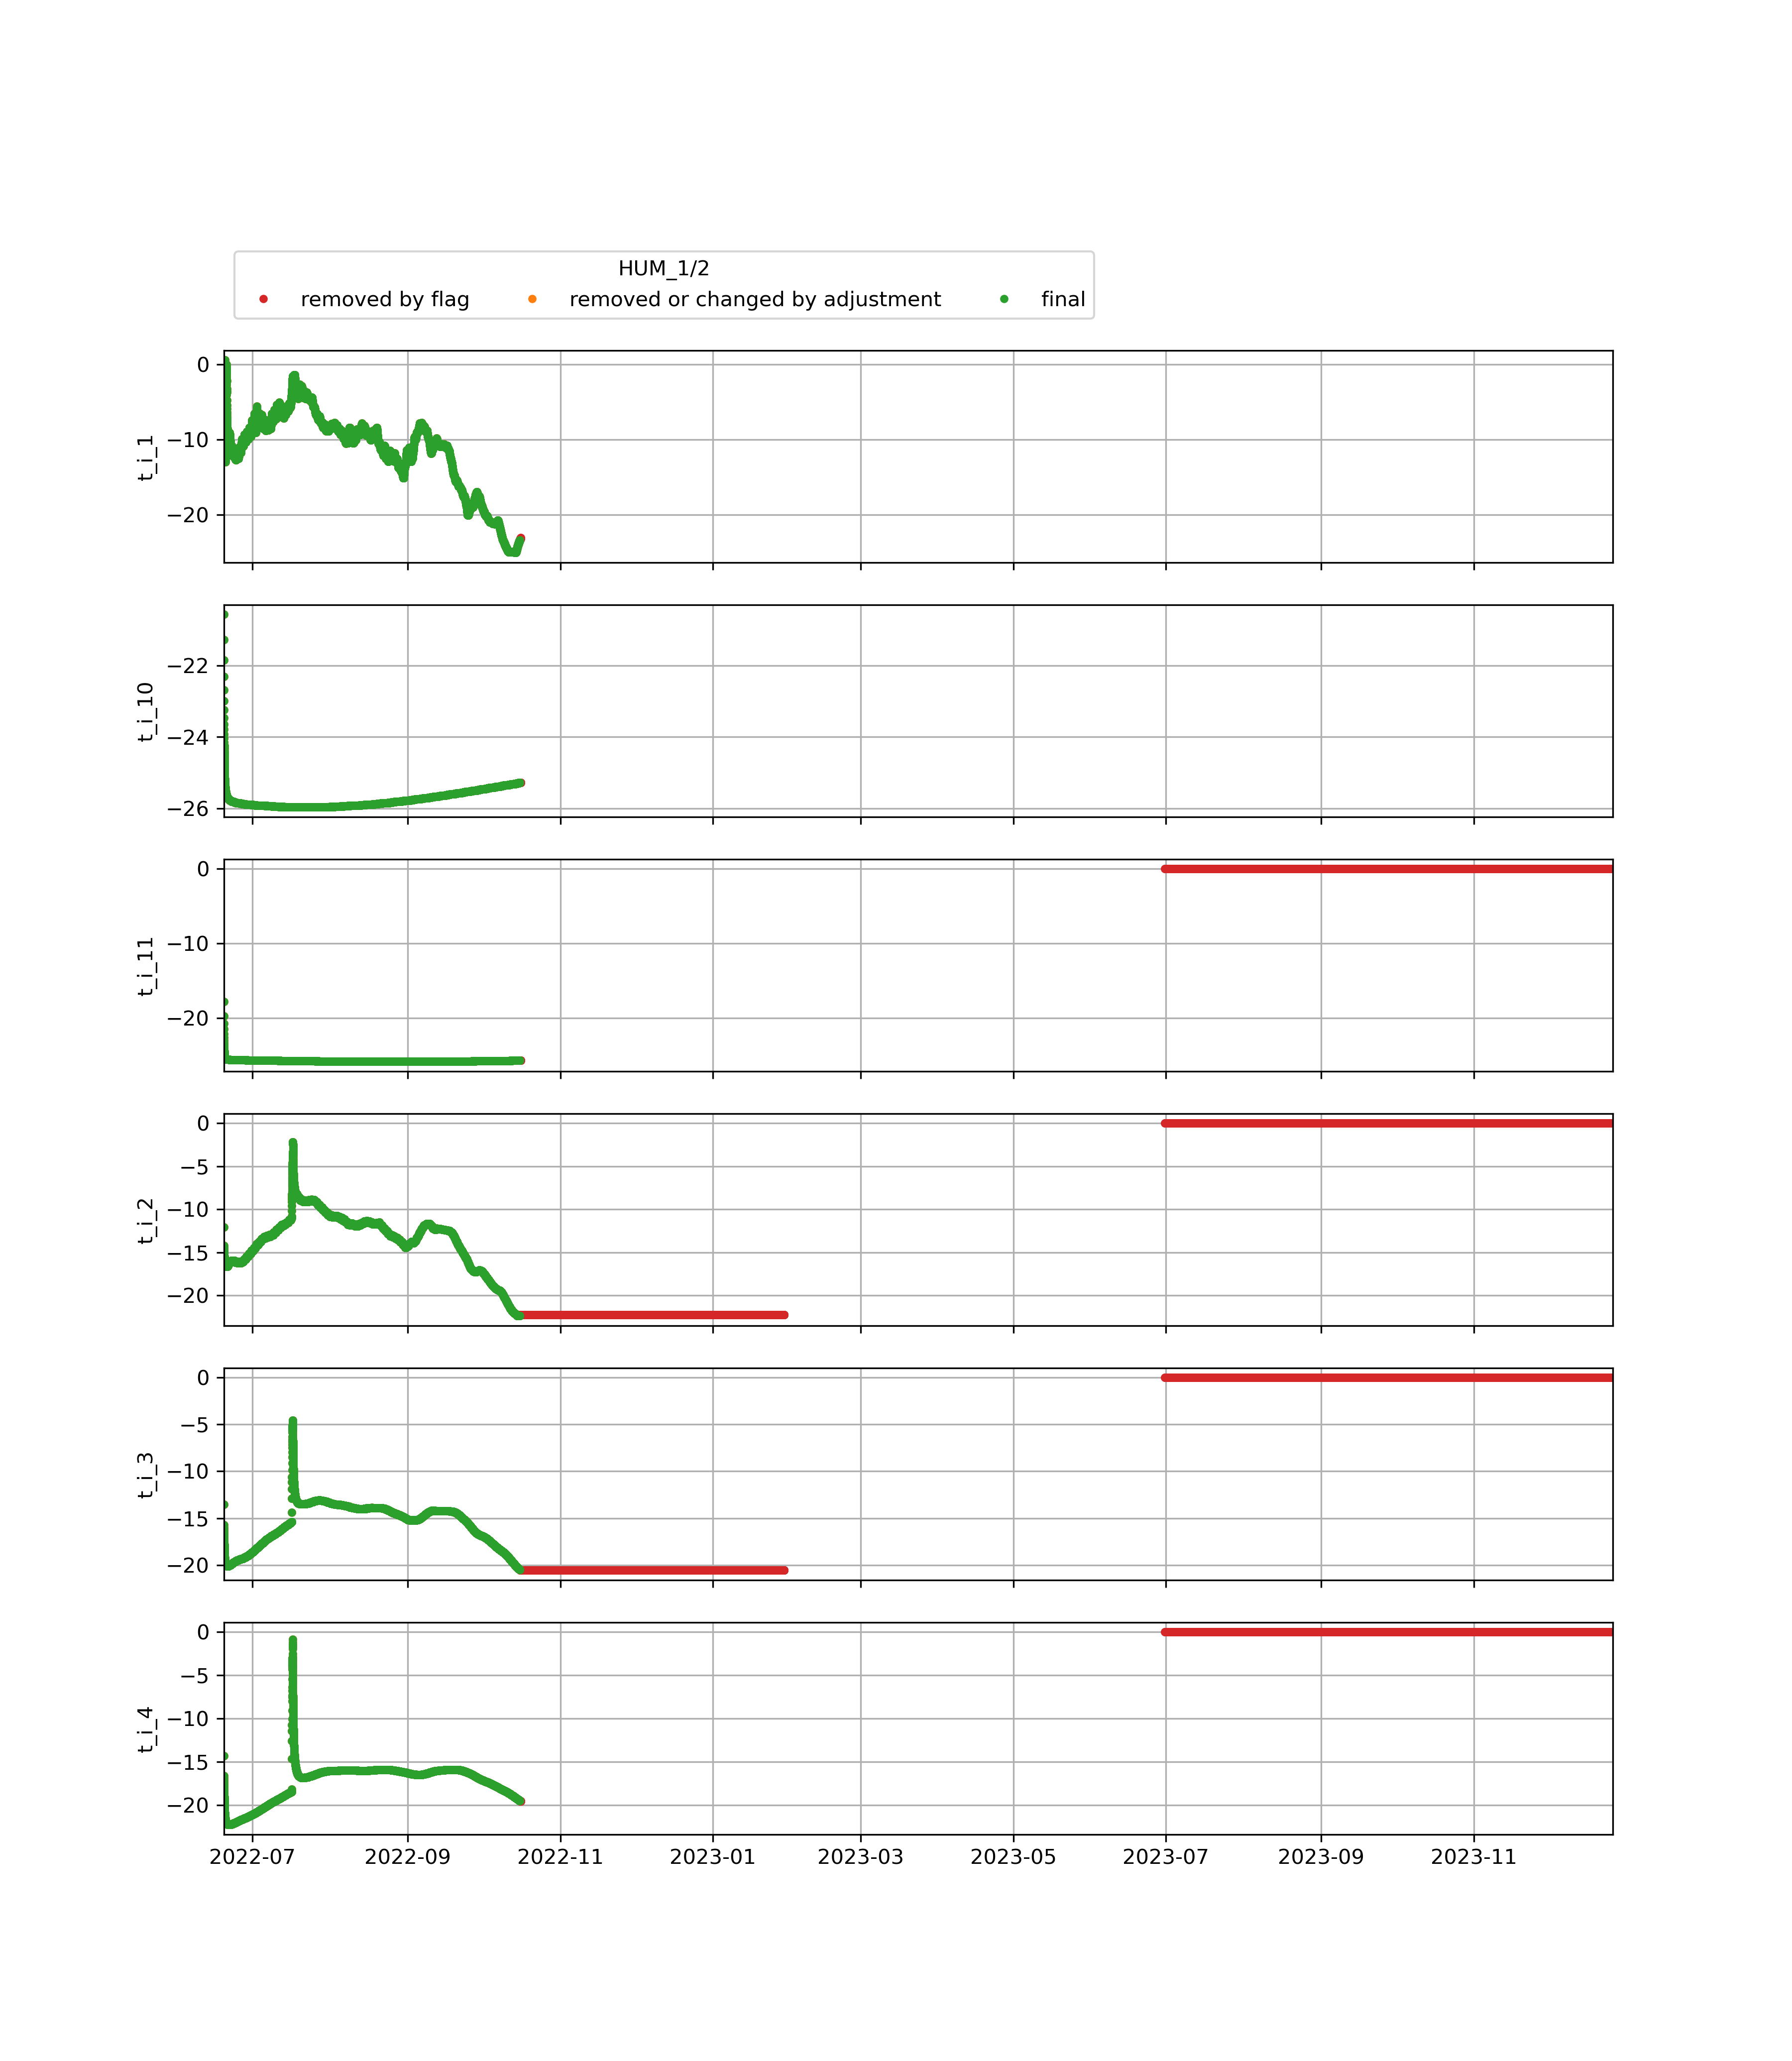 HUM_1/2
removed by flag removed or changed by adjustment final
0
−10
−20
t_i_1
−22
−24
−26
t_i_10
0
−10
−20
t_i_11
0
−5
−10
−15
−20
t_i_2
0
−5
−10
−15
−20
t_i_3
0
−5
−10
−15
−20
t_i_4
2022-07 2022-09 2022-11 2023-01 2023-03 2023-05 2023-07 2023-09 2023-11